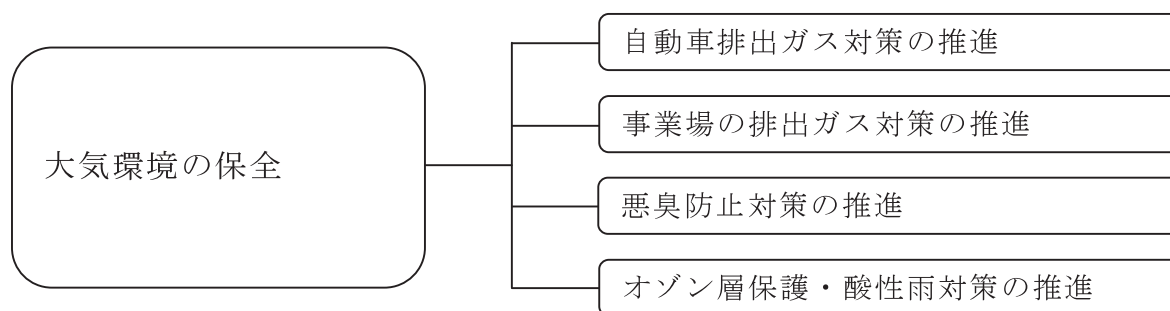 大気環境の保全
自動車排出ガス対策の推進
事業場の排出ガス対策の推進
悪臭防止対策の推進
オゾン層保護・酸性雨対策の推進